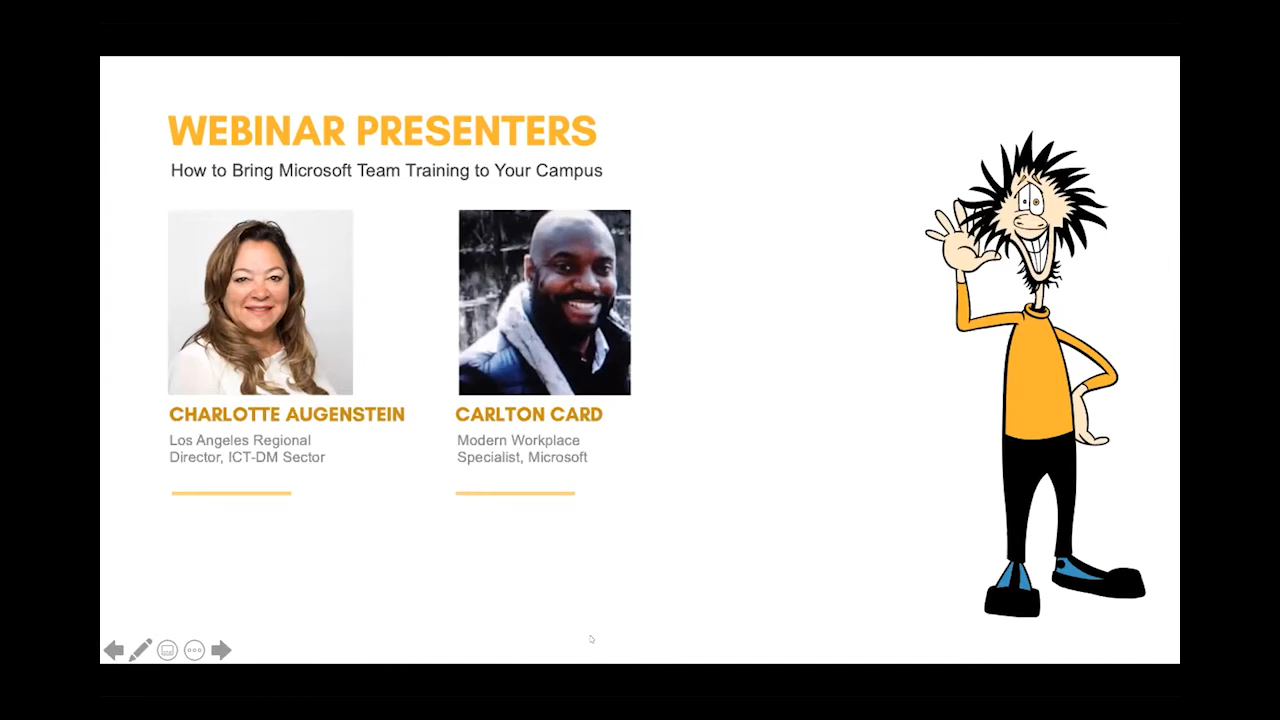 WEBINAR PRESENTERS
How to Bring Microsoft Team Training to Your Campus
CHARLOTTE AUGENSTEIN
Los Angeles Regional
Director, ICT-DM Sector
CARLTON CARD
Modern Workplace
Specialist, Microsoft